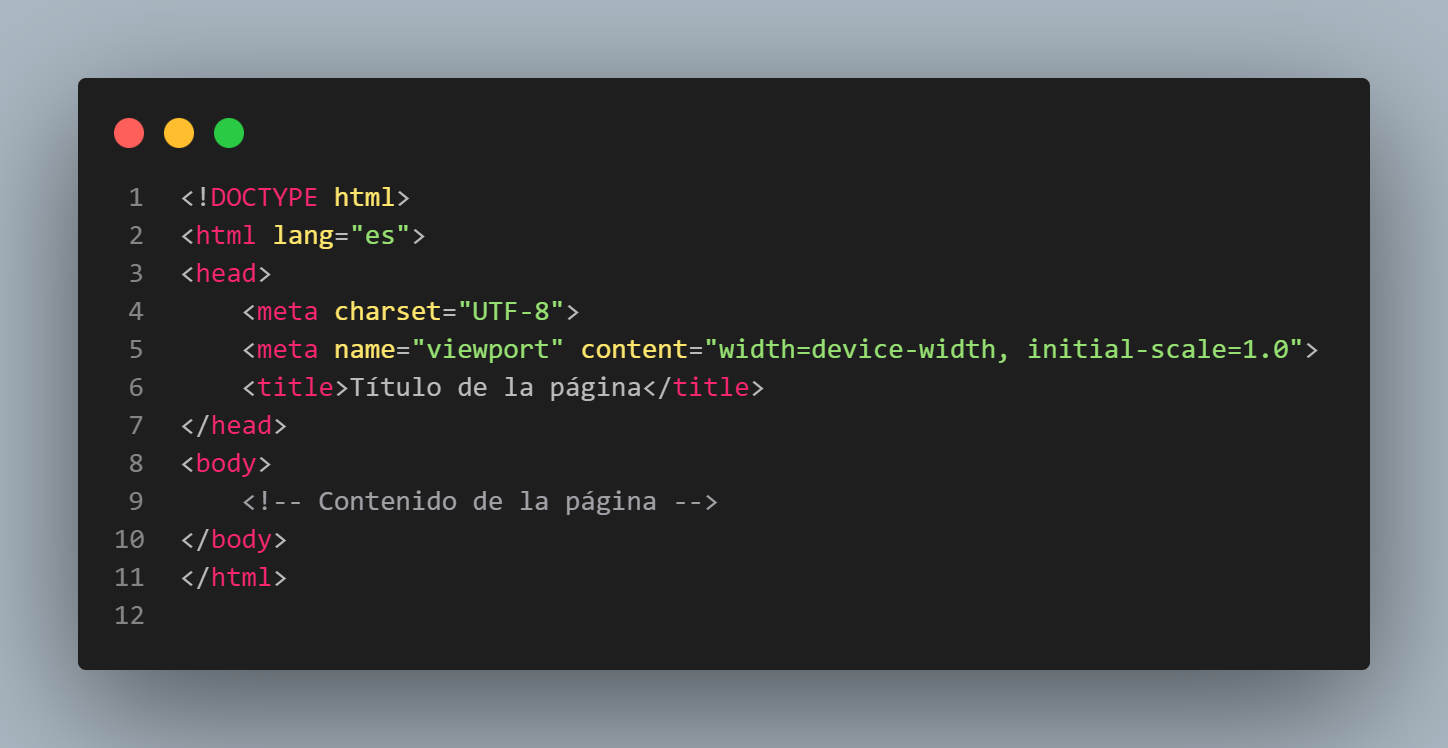 1 <!DOCTYPE html>
2 <html lang="es">
3 <head>
4     <meta charset="UTF-8">
5     <meta name="viewport" content="width=device-width, initial-scale=1.0">
6     <title>Título de la página</title>
7 </head>
8 <body>
9     <!-- Contenido de la página -->
10 </body>
11 </html>
12